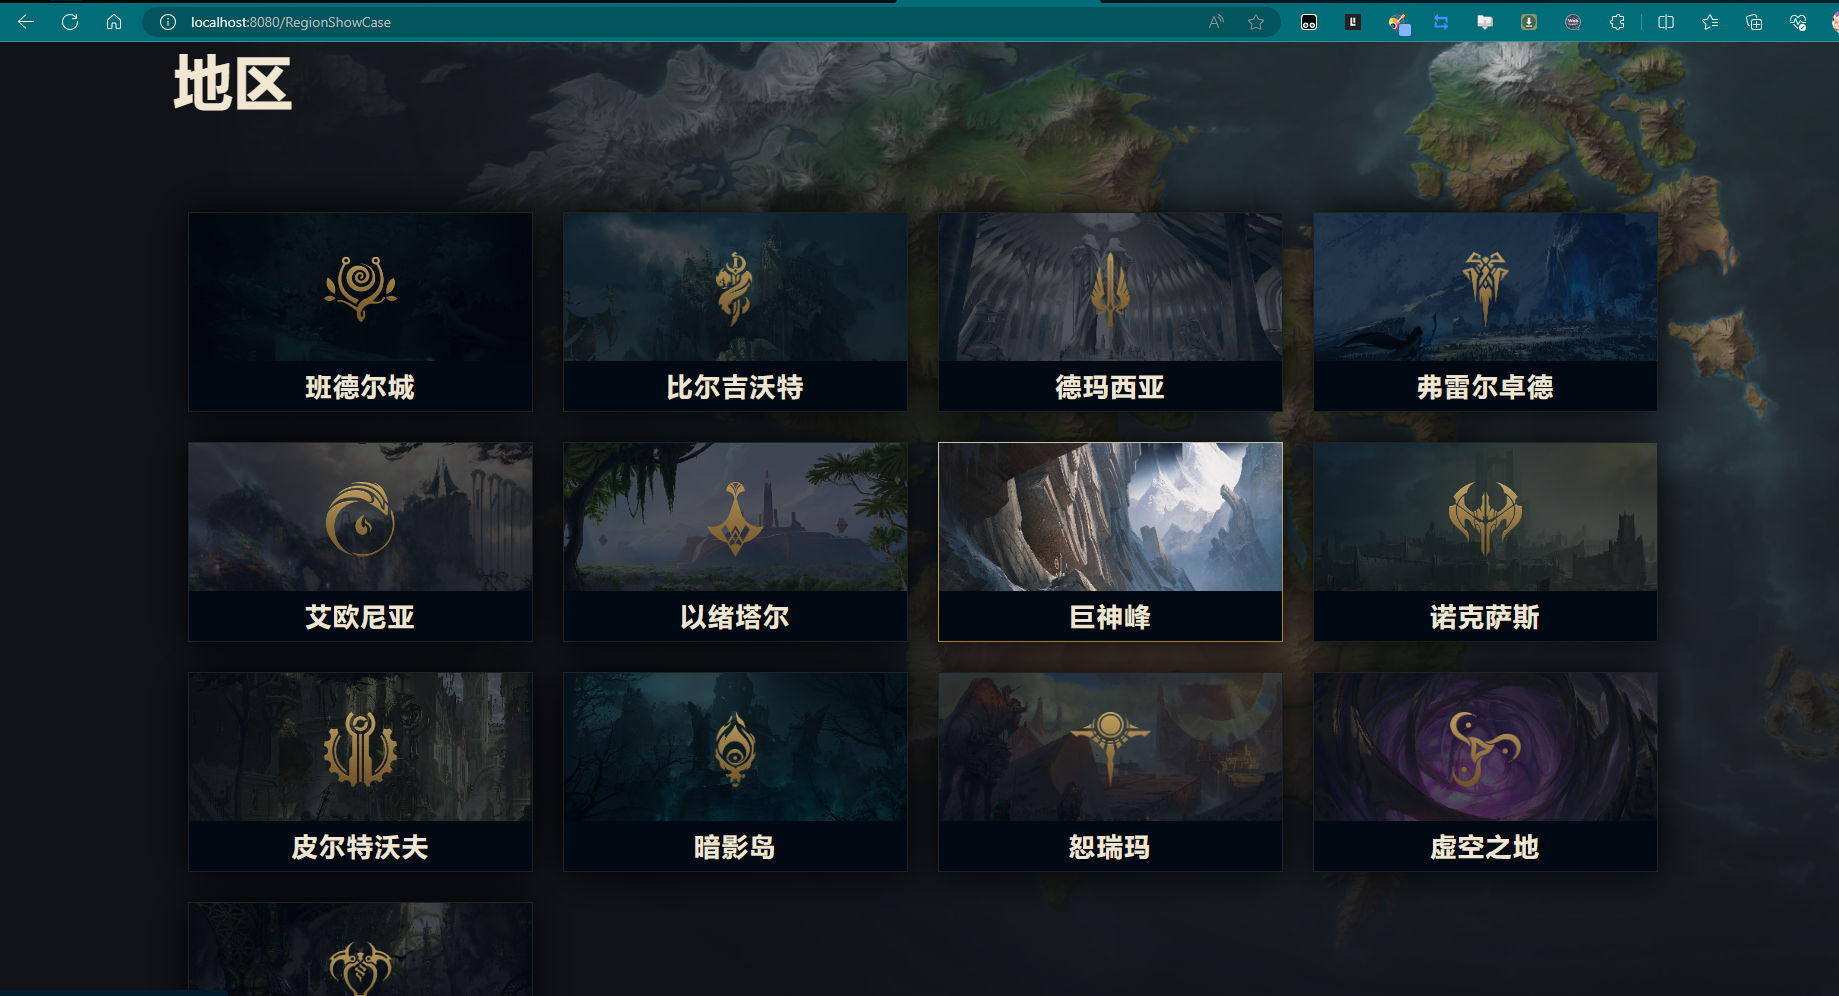 localhost:8080/RegionShowCase
地区
班德尔城
比尔吉沃特
德玛西亚
弗雷尔卓德
艾欧尼亚
以绪塔尔
巨神峰
诺克萨斯
皮尔特沃夫
暗影岛
恕瑞玛
虚空之地